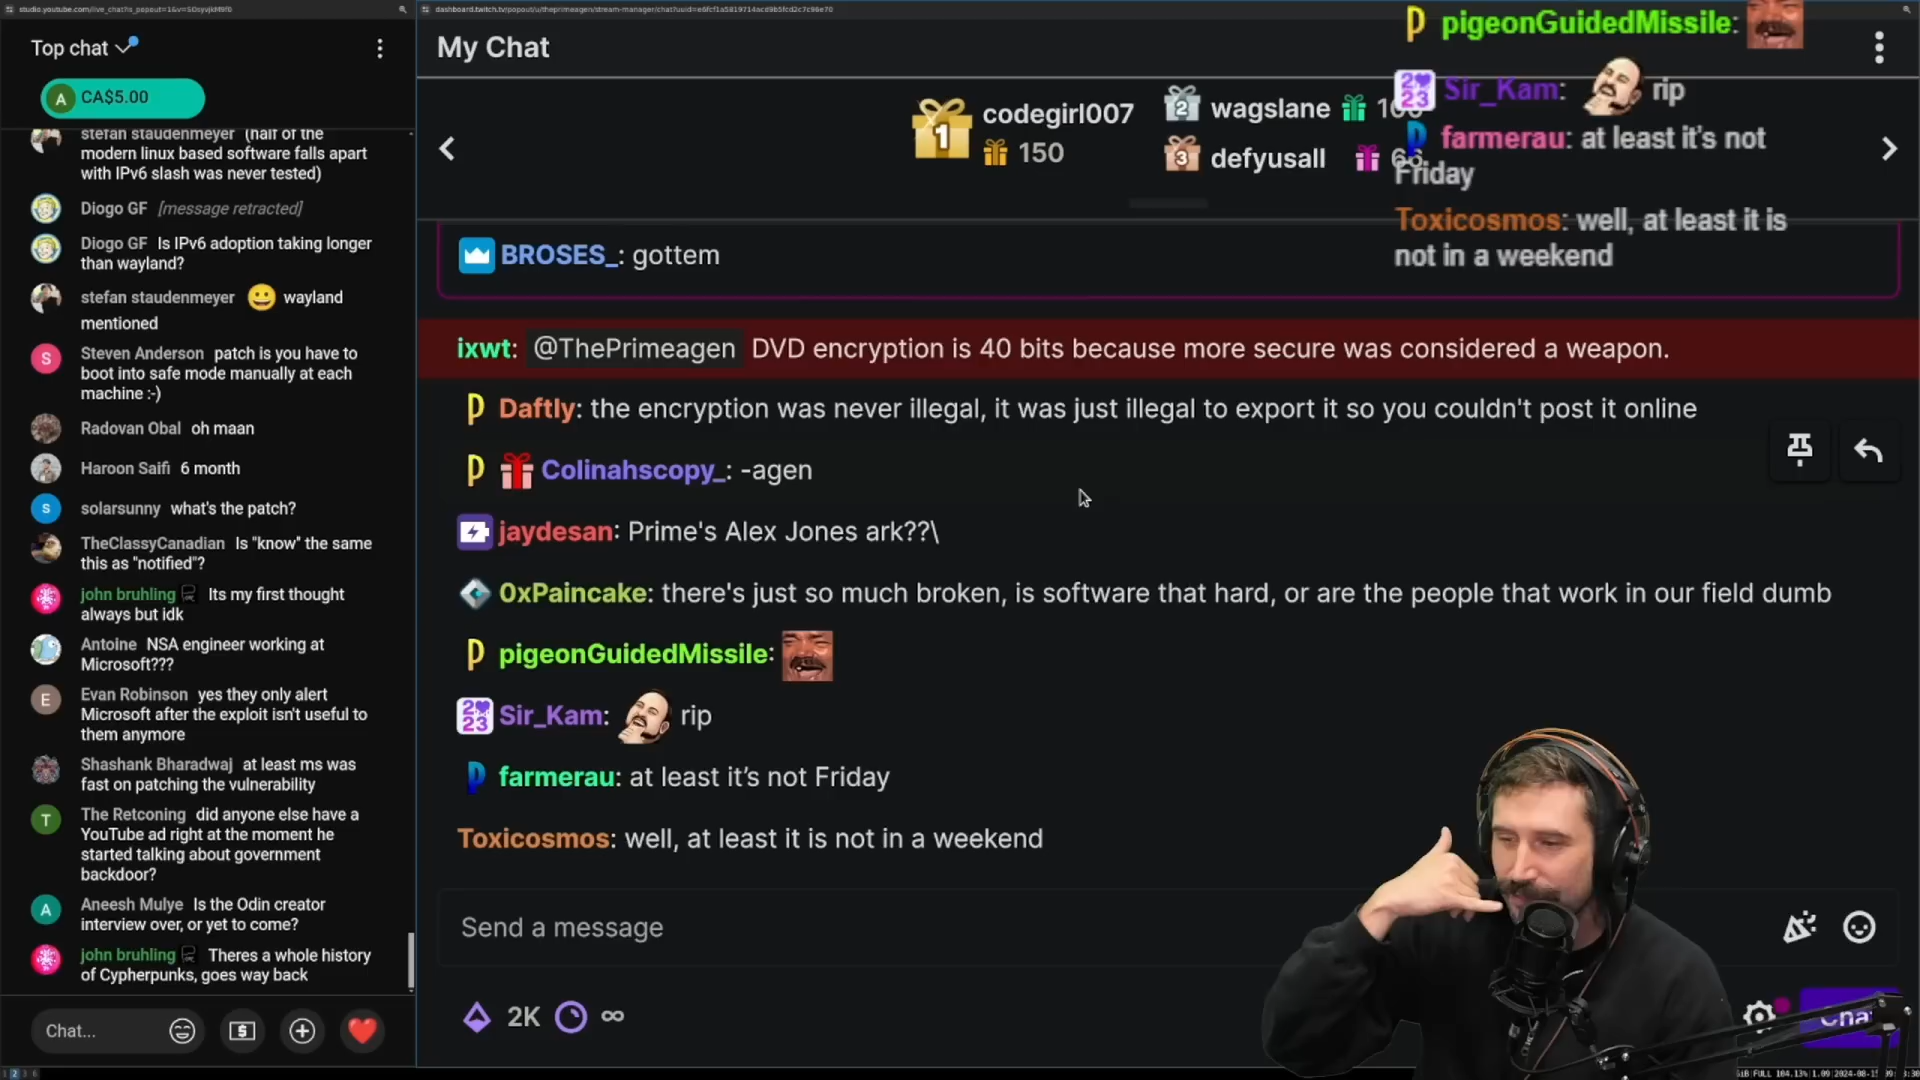 studio.youtube.com/live_chat?is_popout=1&v=SOsyvjkM9f0
Top chat
A CA$5.00
stefan staudenmeyer (half of the
modern linux based software falls apart
with IPv6 slash was never tested)
Diogo GF [message retracted]
Diogo GF Is IPv6 adoption taking longer
than wayland?
stefan staudenmeyer 😀 wayland
mentioned
S Steven Anderson patch is you have to
boot into safe mode manually at each
machine :-)
Radovan Obal oh maan
Haroon Saifi 6 month
S solarsunny what's the patch?
TheClassyCanadian Is "know" the same
this as "notified"?
john bruhling Its my first thought
always but idk
Antoine NSA engineer working at
Microsoft???
E Evan Robinson yes they only alert
Microsoft after the exploit isn't useful to
them anymore
Shashank Bharadwaj at least ms was
fast on patching the vulnerability
T The Retconing did anyone else have a
YouTube ad right at the moment he
started talking about government
backdoor?
A Aneesh Mulye Is the Odin creator
interview over, or yet to come?
john bruhling Theres a whole history
of Cypherpunks, goes way back
Chat...
My Chat
1 codegirl007
150
2 wagslane
3 defyusall
BROSES_: gottem
ixwt: @ThePrimeagen DVD encryption is 40 bits because more secure was considered a weapon.
Daftly: the encryption was never illegal, it was just illegal to export it so you couldn't post it online
Colinahscopy_: -agen
jaydesan: Prime's Alex Jones ark??\
0xPaincake: there's just so much broken, is software that hard, or are the people that work in our field dumb
pigeonGuidedMissile:
2023 Sir_Kam: rip
farmerau: at least it's not Friday
Toxicosmos: well, at least it is not in a weekend
Send a message
2K ∞
Chat
pigeonGuidedMissile:
2023 Sir_Kam: rip
farmerau: at least it's not
Friday
Toxicosmos: well, at least it is
not in a weekend